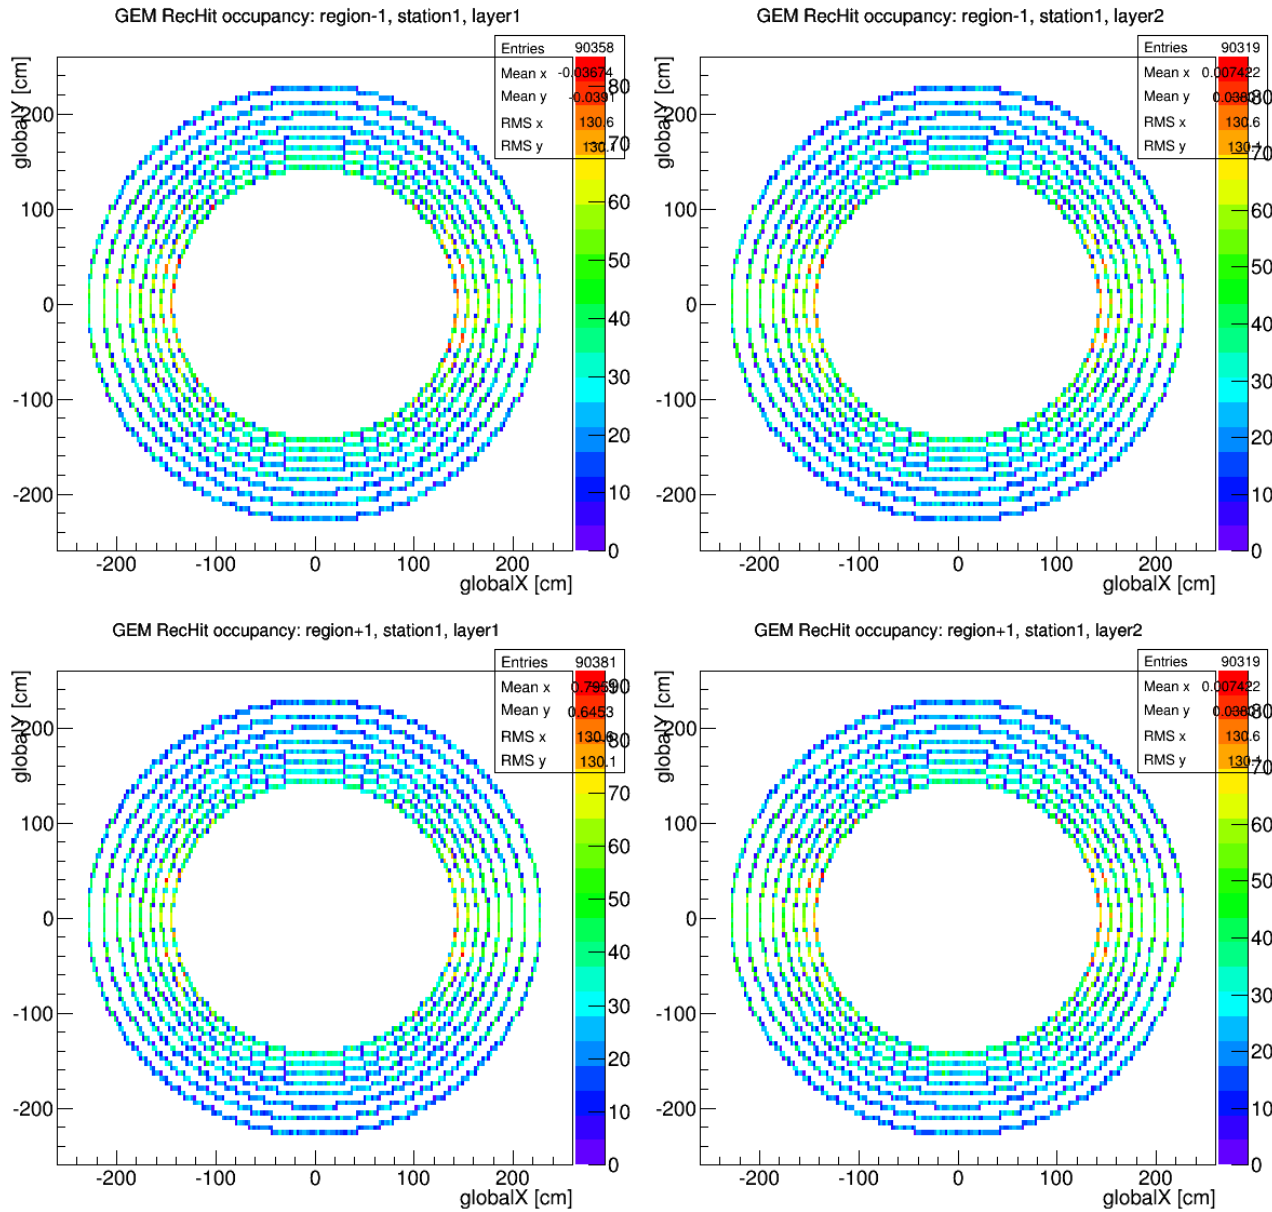 GEM RecHit occupancy: region-1, station1, layer1
Entries 90358
Mean x -0.03674
Mean y -0.0391
RMS x 130.6
RMS y 130.7
globalY [cm]
200
100
0
-100
-200
-200 -100 0 100 200
globalX [cm]
80
70
60
50
40
30
20
10
0
GEM RecHit occupancy: region-1, station1, layer2
Entries 90319
Mean x 0.007422
Mean y
RMS x 130.6
RMS y
globalY [cm]
200
100
0
-100
-200
-200 -100 0 100 200
globalX [cm]
80
70
60
50
40
30
20
10
0
GEM RecHit occupancy: region+1, station1, layer1
Entries 90381
Mean x
Mean y 0.6453
RMS x 130.6
RMS y 130.1
globalY [cm]
200
100
0
-100
-200
-200 -100 0 100 200
globalX [cm]
90
80
70
60
50
40
30
20
10
0
GEM RecHit occupancy: region+1, station1, layer2
Entries 90319
Mean x 0.007422
Mean y
RMS x 130.6
RMS y
globalY [cm]
200
100
0
-100
-200
-200 -100 0 100 200
globalX [cm]
80
70
60
50
40
30
20
10
0